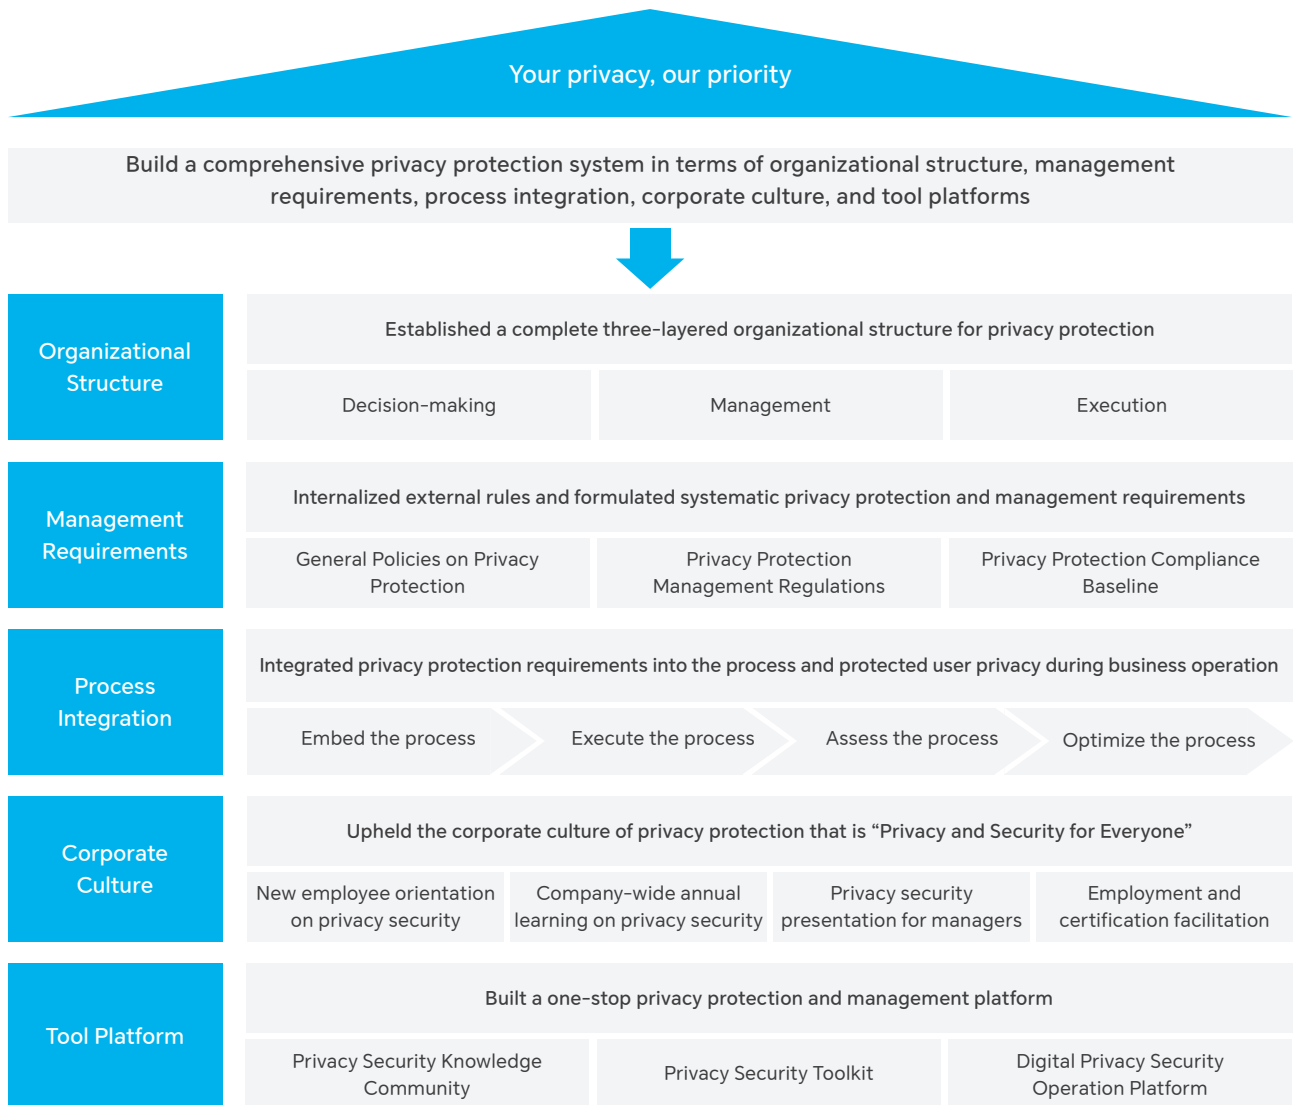 Your privacy, our priority
Build a comprehensive privacy protection system in terms of organizational structure, management
requirements, process integration, corporate culture, and tool platforms
Organizational
Structure
Established a complete three-layered organizational structure for privacy protection
Decision-making
Management
Execution
Management
Requirements
Internalized external rules and formulated systematic privacy protection and management requirements
General Policies on Privacy
Protection
Privacy Protection
Management Regulations
Privacy Protection Compliance
Baseline
Process
Integration
Integrated privacy protection requirements into the process and protected user privacy during business operation
Embed the process
Execute the process
Assess the process
Optimize the process
Corporate
Culture
Upheld the corporate culture of privacy protection that is “Privacy and Security for Everyone”
New employee orientation
on privacy security
Company-wide annual
learning on privacy security
Privacy security
presentation for managers
Employment and
certification facilitation
Tool Platform
Built a one-stop privacy protection and management platform
Privacy Security Knowledge
Community
Privacy Security Toolkit
Digital Privacy Security
Operation Platform